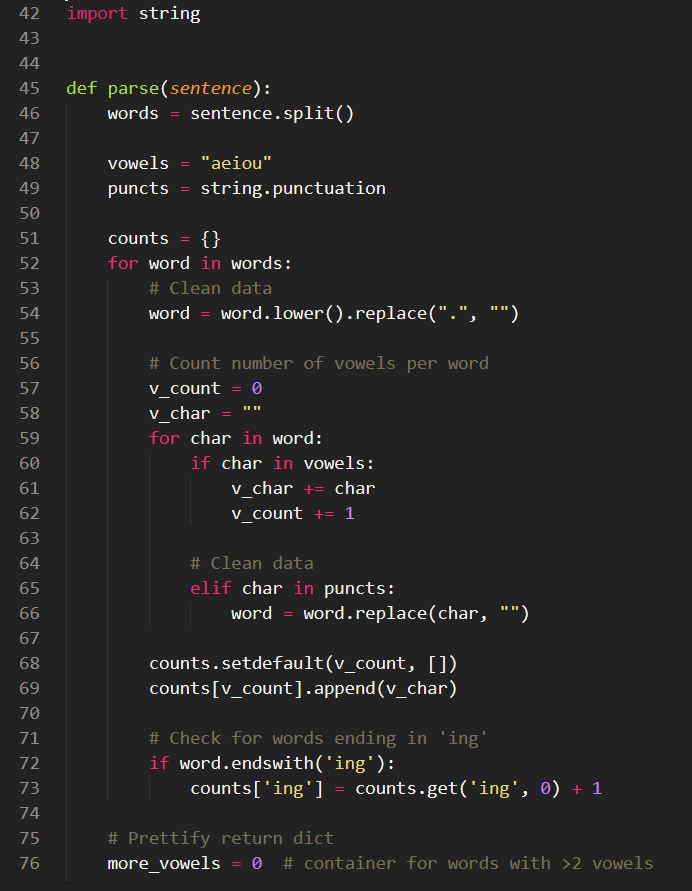 42 import string
43
44
45 def parse(sentence):
46     words = sentence.split()
47
48     vowels = "aeiou"
49     puncts = string.punctuation
50
51     counts = {}
52     for word in words:
53         # Clean data
54         word = word.lower().replace(".", "")
55
56         # Count number of vowels per word
57         v_count = 0
58         v_char = ""
59         for char in word:
60             if char in vowels:
61                 v_char += char
62                 v_count += 1
63
64             # Clean data
65             elif char in puncts:
66                 word = word.replace(char, "")
67
68         counts.setdefault(v_count, [])
69         counts[v_count].append(v_char)
70
71         # Check for words ending in 'ing'
72         if word.endswith('ing'):
73             counts['ing'] = counts.get('ing', 0) + 1
74
75     # Prettify return dict
76     more_vowels = 0  # container for words with >2 vowels